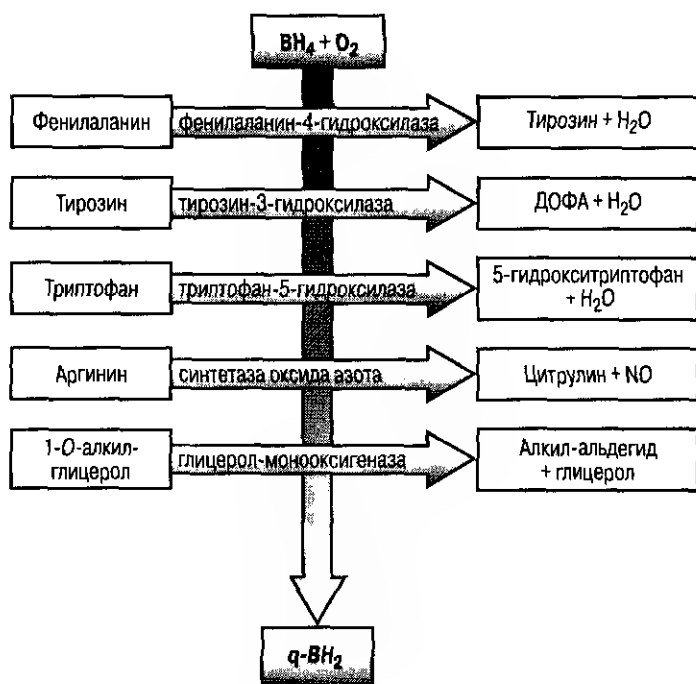 BH₄ + O₂
Фенилаланин
фенилаланин-4-гидроксилаза
Тирозин + H₂O
Тирозин
тирозин-3-гидроксилаза
ДОФА + H₂O
Триптофан
триптофан-5-гидроксилаза
5-гидрокситриптофан
+ H₂O
Аргинин
синтетаза оксида азота
Цитрулин + NO
1-О-алкил-
глицерол
глицерол-монооксигеназа
Алкил-альдегид
+ глицерол
q-BH₂